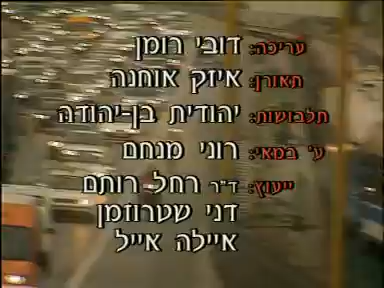 עריכה: דובי רומן
תאורן: איזק אוחנה
תלבושות: יהודית בן-יהודה
ע' במאי: רוני מנחם
ייעוץ: ד"ר רחל רותם
דני שטרוזמן
איילה אייל